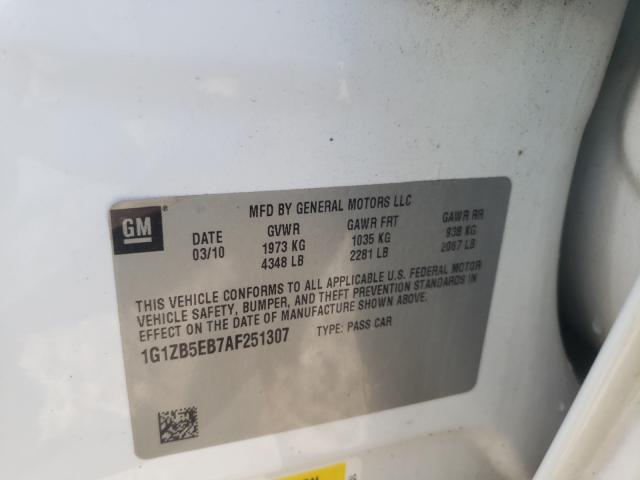 GM
®
MFD BY GENERAL MOTORS LLC
DATE GVWR GAWR FRT GAWR RR
03/10 1973 KG 1035 KG 938 KG
4348 LB 2281 LB 2067 LB
THIS VEHICLE CONFORMS TO ALL APPLICABLE U.S. FEDERAL MOTOR
VEHICLE SAFETY, BUMPER, AND THEFT PREVENTION STANDARDS IN
EFFECT ON THE DATE OF MANUFACTURE SHOWN ABOVE.
1G1ZB5EB7AF251307 TYPE: PASS CAR